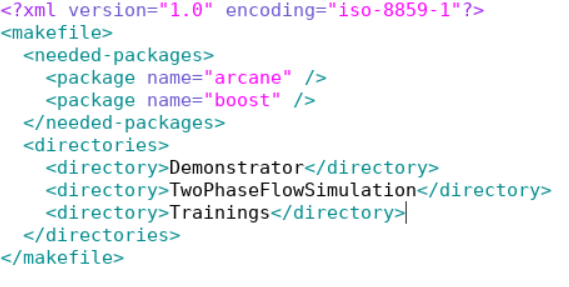 <?xml version="1.0" encoding="iso-8859-1"?>
<makefile>
  <needed-packages>
    <package name="arcane" />
    <package name="boost" />
  </needed-packages>
  <directories>
    <directory>Demonstrator</directory>
    <directory>TwoPhaseFlowSimulation</directory>
    <directory>Trainings</directory>
  </directories>
</makefile>